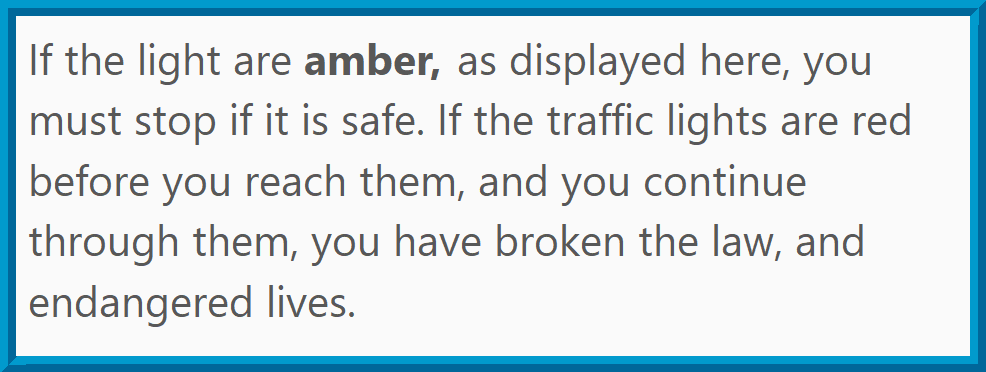 If the light are amber, as displayed here, you
must stop if it is safe. If the traffic lights are red
before you reach them, and you continue
through them, you have broken the law, and
endangered lives.